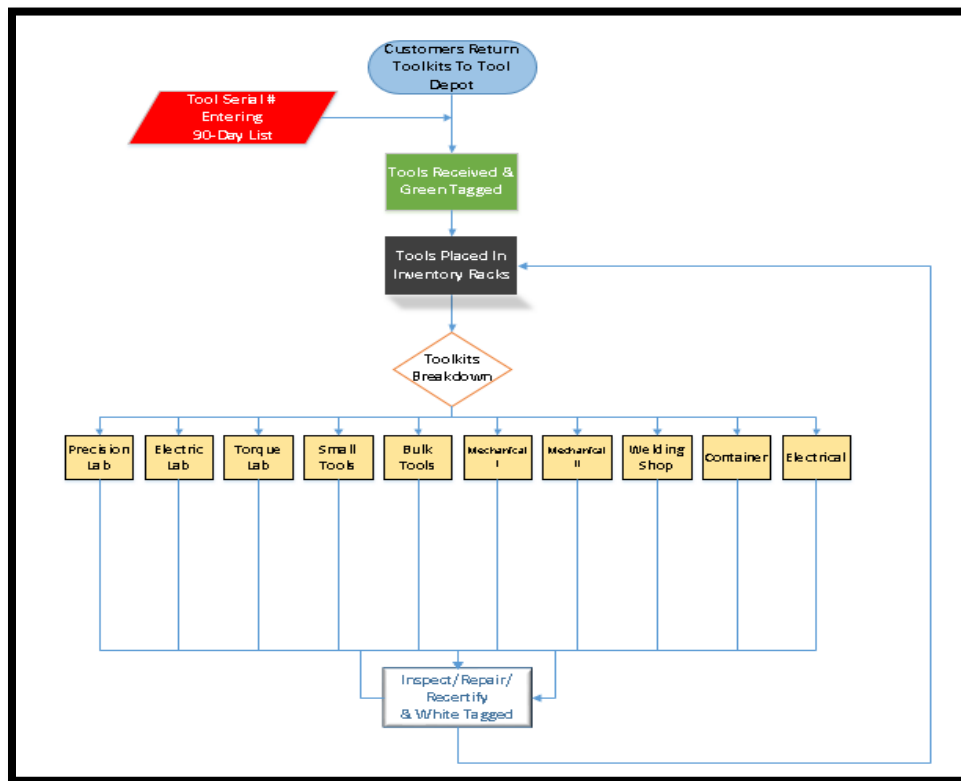 Customers Return
Toolkits To Tool
Depot
Tool Serial #
Entering
90-Day List
Tools Received &
Green Tagged
Tools Placed In
Inventory Racks
Toolkits
Breakdown
Precision
Lab
Electric
Lab
Torque
Lab
Small
Tools
Bulk
Tools
Mechanical
I
Mechanical
II
Welding
Shop
Container
Electrical
Inspect/Repair/
Recertify
& White Tagged